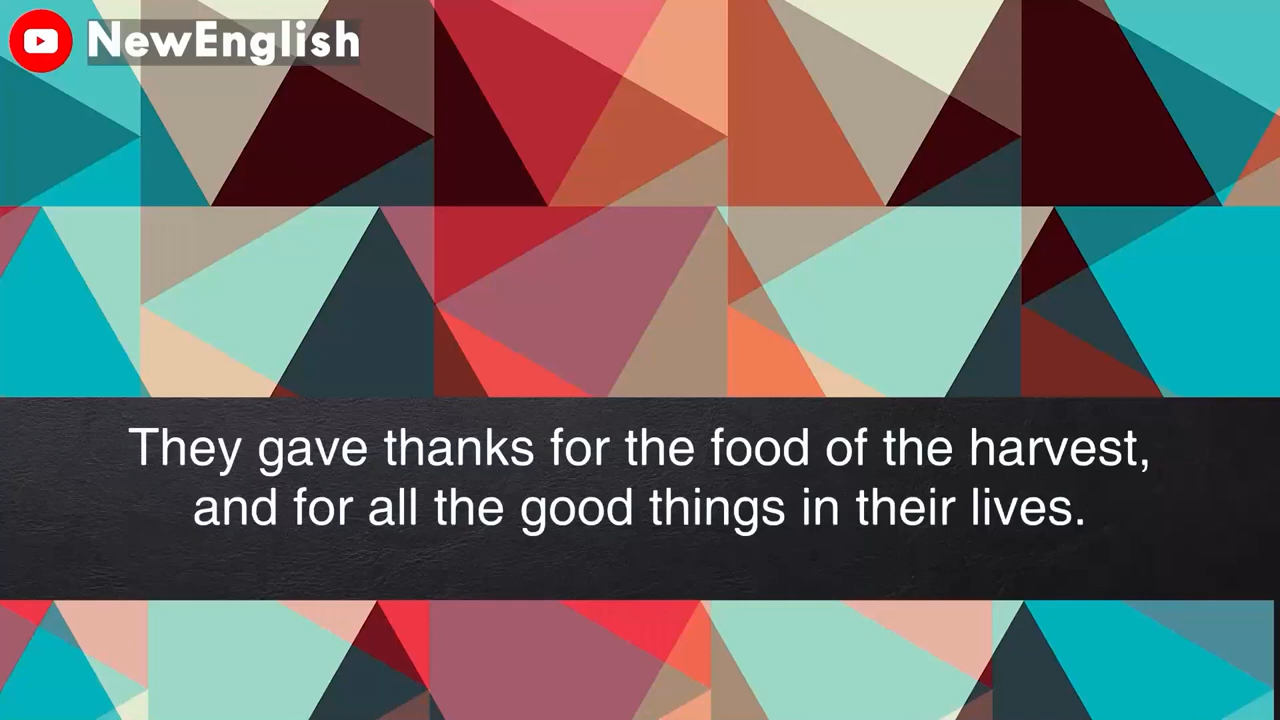 NewEnglish
They gave thanks for the food of the harvest,
and for all the good things in their lives.